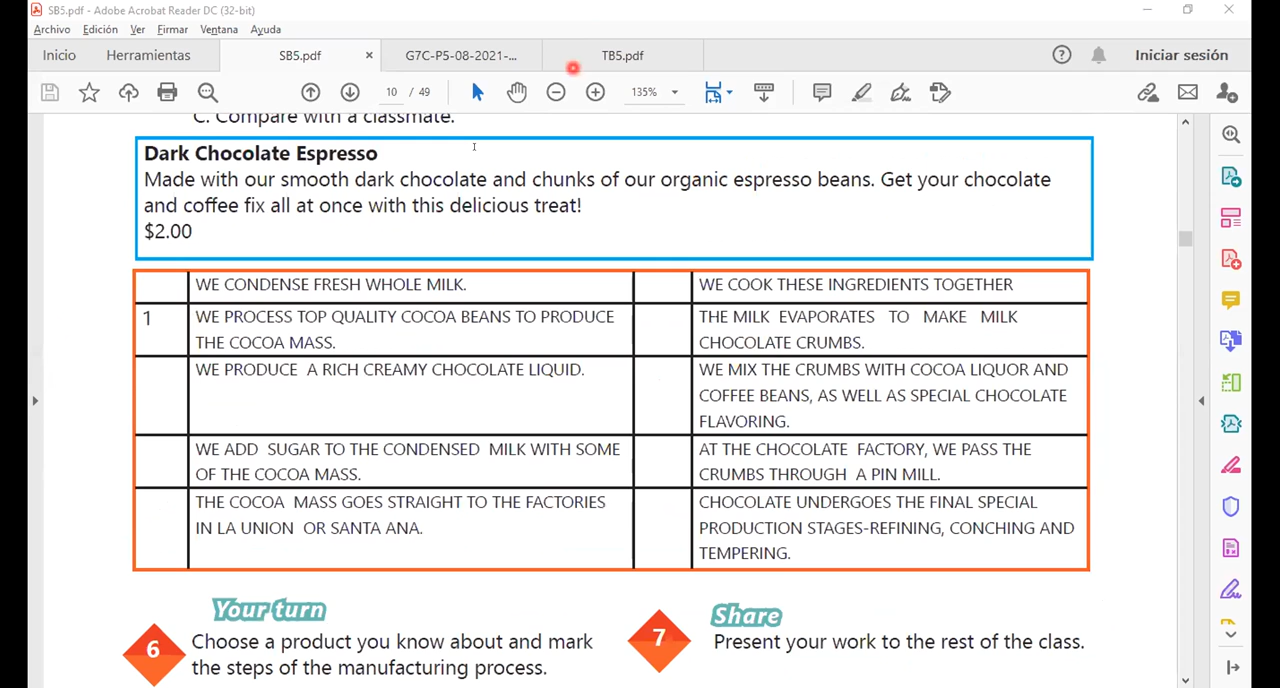 SB5.pdf - Adobe Acrobat Reader DC (32-bit)
Archivo Edición Ver Firmar Ventana Ayuda
Inicio Herramientas SB5.pdf × G7C-P5-08-2021-... TB5.pdf Iniciar sesión
10 / 49 135%
C. Compare with a classmate.
Dark Chocolate Espresso
Made with our smooth dark chocolate and chunks of our organic espresso beans. Get your chocolate
and coffee fix all at once with this delicious treat!
$2.00
WE CONDENSE FRESH WHOLE MILK.
WE COOK THESE INGREDIENTS TOGETHER
1 WE PROCESS TOP QUALITY COCOA BEANS TO PRODUCE
THE COCOA MASS.
THE MILK EVAPORATES TO MAKE MILK
CHOCOLATE CRUMBS.
WE PRODUCE A RICH CREAMY CHOCOLATE LIQUID.
WE MIX THE CRUMBS WITH COCOA LIQUOR AND
COFFEE BEANS, AS WELL AS SPECIAL CHOCOLATE
FLAVORING.
WE ADD SUGAR TO THE CONDENSED MILK WITH SOME
OF THE COCOA MASS.
AT THE CHOCOLATE FACTORY, WE PASS THE
CRUMBS THROUGH A PIN MILL.
THE COCOA MASS GOES STRAIGHT TO THE FACTORIES
IN LA UNION OR SANTA ANA.
CHOCOLATE UNDERGOES THE FINAL SPECIAL
PRODUCTION STAGES-REFINING, CONCHING AND
TEMPERING.
Your turn
6 Choose a product you know about and mark
the steps of the manufacturing process.
Share
7 Present your work to the rest of the class.